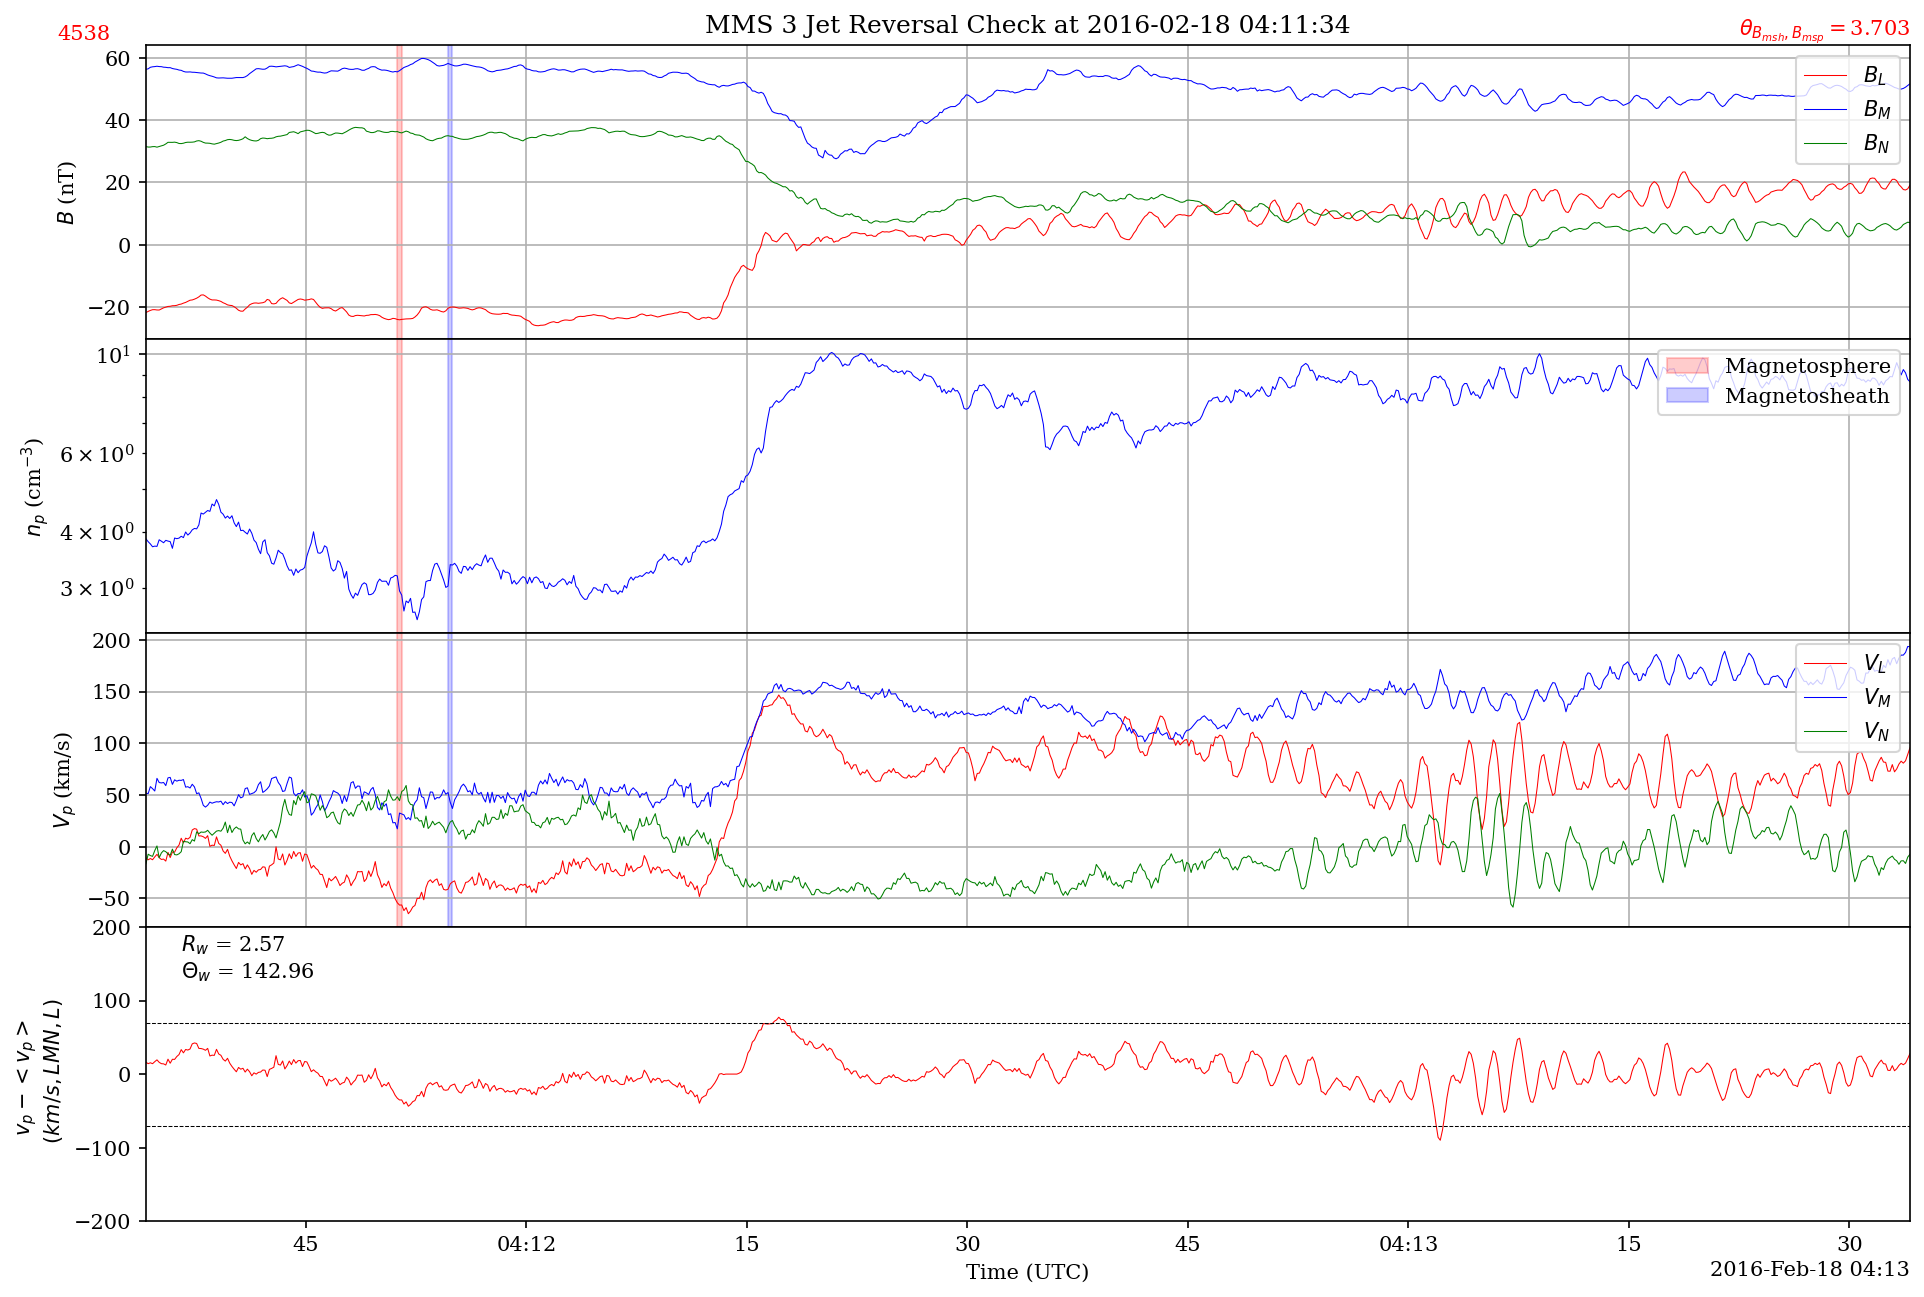 4538
MMS 3 Jet Reversal Check at 2016-02-18 04:11:34
θ_{B_{msh}, B_{msp}} = 3.703
60
40
20
0
−20
B (nT)
B_L
B_M
B_N
10^1
6 × 10^0
4 × 10^0
3 × 10^0
n_p (cm^{−3})
Magnetosphere
Magnetosheath
200
150
100
50
0
−50
V_p (km/s)
V_L
V_M
V_N
200
100
0
−100
−200
v_p − < v_p >
(km/s, LMN, L)
R_w = 2.57
Θ_w = 142.96
45
04:12
15
30
45
04:13
15
30
Time (UTC)
2016-Feb-18 04:13